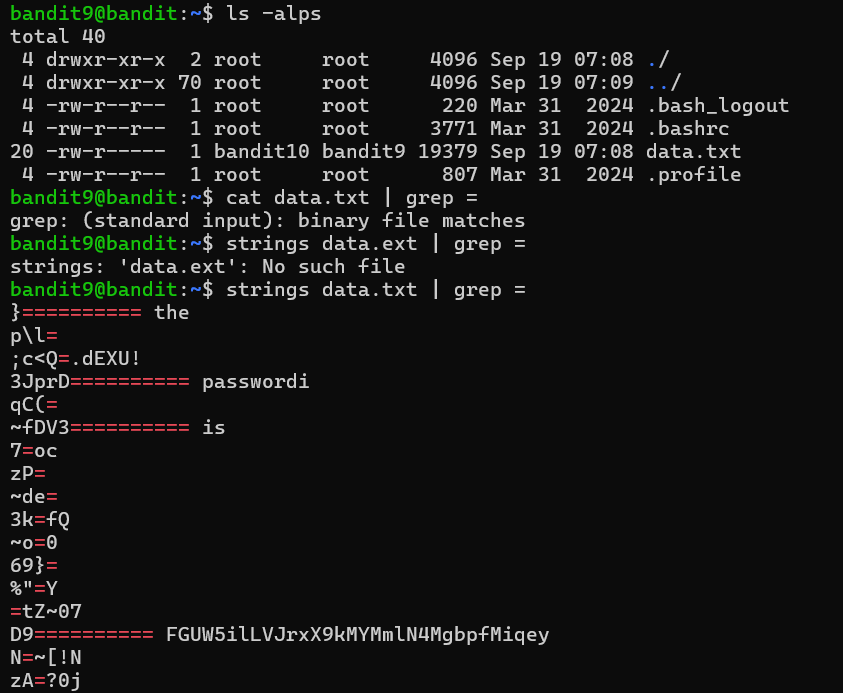 bandit9@bandit:~$ ls -alps
total 40
 4 drwxr-xr-x  2 root     root      4096 Sep 19 07:08 ./
 4 drwxr-xr-x 70 root     root      4096 Sep 19 07:09 ../
 4 -rw-r--r--  1 root     root       220 Mar 31  2024 .bash_logout
 4 -rw-r--r--  1 root     root      3771 Mar 31  2024 .bashrc
20 -rw-r-----  1 bandit10 bandit9 19379 Sep 19 07:08 data.txt
 4 -rw-r--r--  1 root     root       807 Mar 31  2024 .profile
bandit9@bandit:~$ cat data.txt | grep =
grep: (standard input): binary file matches
bandit9@bandit:~$ strings data.ext | grep =
strings: 'data.ext': No such file
bandit9@bandit:~$ strings data.txt | grep =
}========== the
p\l=
;c<Q=.dEXU!
3JprD========== passwordi
qC(=
~fDV3========== is
7=oc
zP=
~de=
3k=fQ
~o=0
69}=
%"=Y
=tZ~07
D9========== FGUW5ilLVJrxX9kMYMmlN4MgbpfMiqey
N=~[!N
zA=?0j